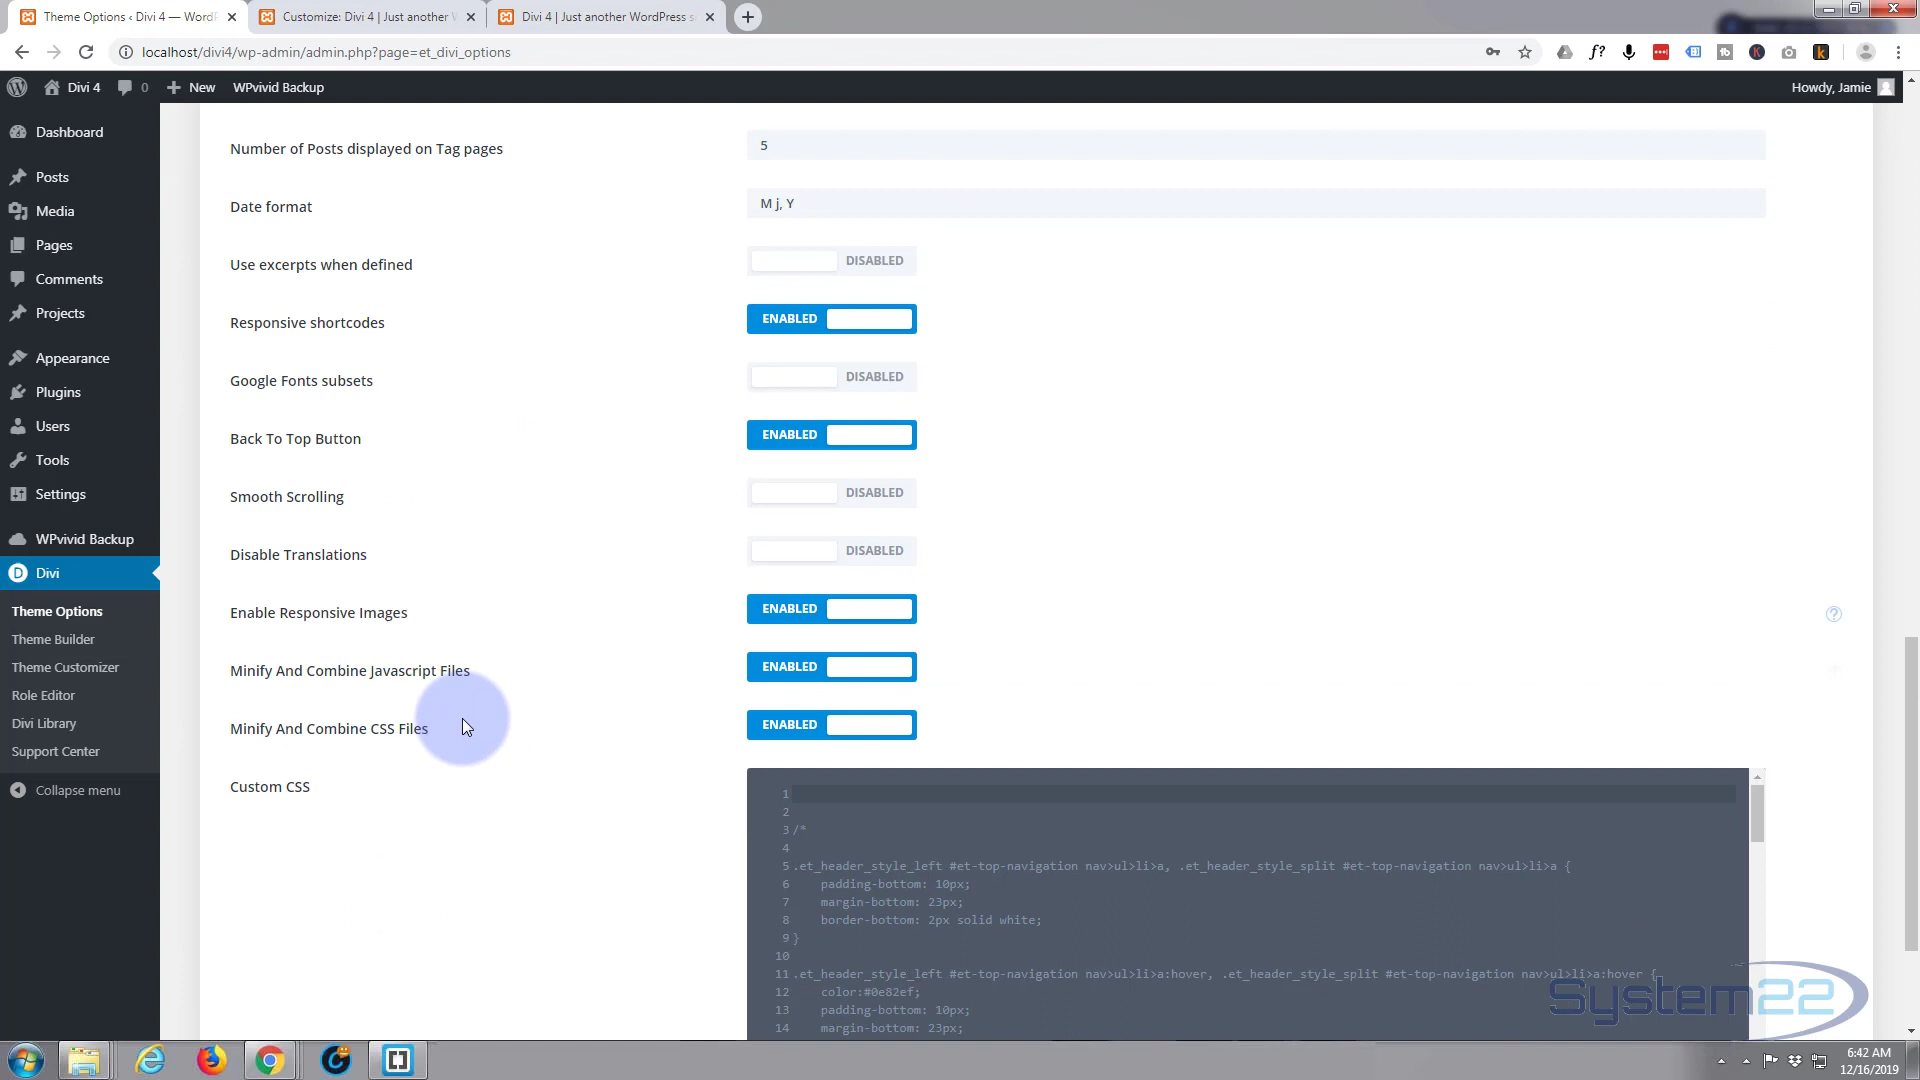 Theme Options ‹ Divi 4 — WordP
Customize: Divi 4 | Just another W
Divi 4 | Just another WordPress s
localhost/divi4/wp-admin/admin.php?page=et_divi_options
Divi 4
0
New
WPvivid Backup
Howdy, Jamie
Dashboard
Posts
Media
Pages
Comments
Projects
Appearance
Plugins
Users
Tools
Settings
WPvivid Backup
Divi
Theme Options
Theme Builder
Theme Customizer
Role Editor
Divi Library
Support Center
Collapse menu
Number of Posts displayed on Tag pages
5
Date format
M j, Y
Use excerpts when defined
DISABLED
Responsive shortcodes
ENABLED
Google Fonts subsets
DISABLED
Back To Top Button
ENABLED
Smooth Scrolling
DISABLED
Disable Translations
DISABLED
Enable Responsive Images
ENABLED
Minify And Combine Javascript Files
ENABLED
Minify And Combine CSS Files
ENABLED
Custom CSS
1
2
3 /*
4
5 .et_header_style_left #et-top-navigation nav>ul>li>a, .et_header_style_split #et-top-navigation nav>ul>li>a {
6 padding-bottom: 10px;
7 margin-bottom: 23px;
8 border-bottom: 2px solid white;
9 }
10
11 .et_header_style_left #et-top-navigation nav>ul>li>a:hover, .et_header_style_split #et-top-navigation nav>ul>li>a:hover {
12 color:#0e82ef;
13 padding-bottom: 10px;
14 margin-bottom: 23px;
System22
6:42 AM
12/16/2019